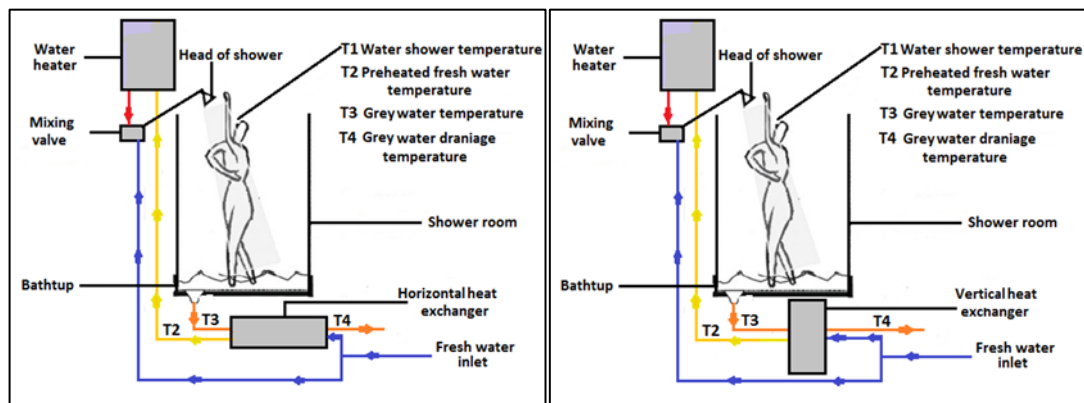 Water
heater
Head of shower
T1 Water shower temperature
T2 Preheated fresh water
temperature
T3 Grey water temperature
T4 Grey water draniage
temperature
Mixing
valve
Shower room
Bathtup
Horizontal heat
exchanger
T2
T3
T4
Fresh water
inlet
Water
heater
Head of shower
T1 Water shower temperature
T2 Preheated fresh water
temperature
T3 Grey water temperature
T4 Grey water draniage
temperature
Mixing
valve
Shower room
Bathtup
Vertical heat
exchanger
T2
T3
T4
Fresh water
inlet